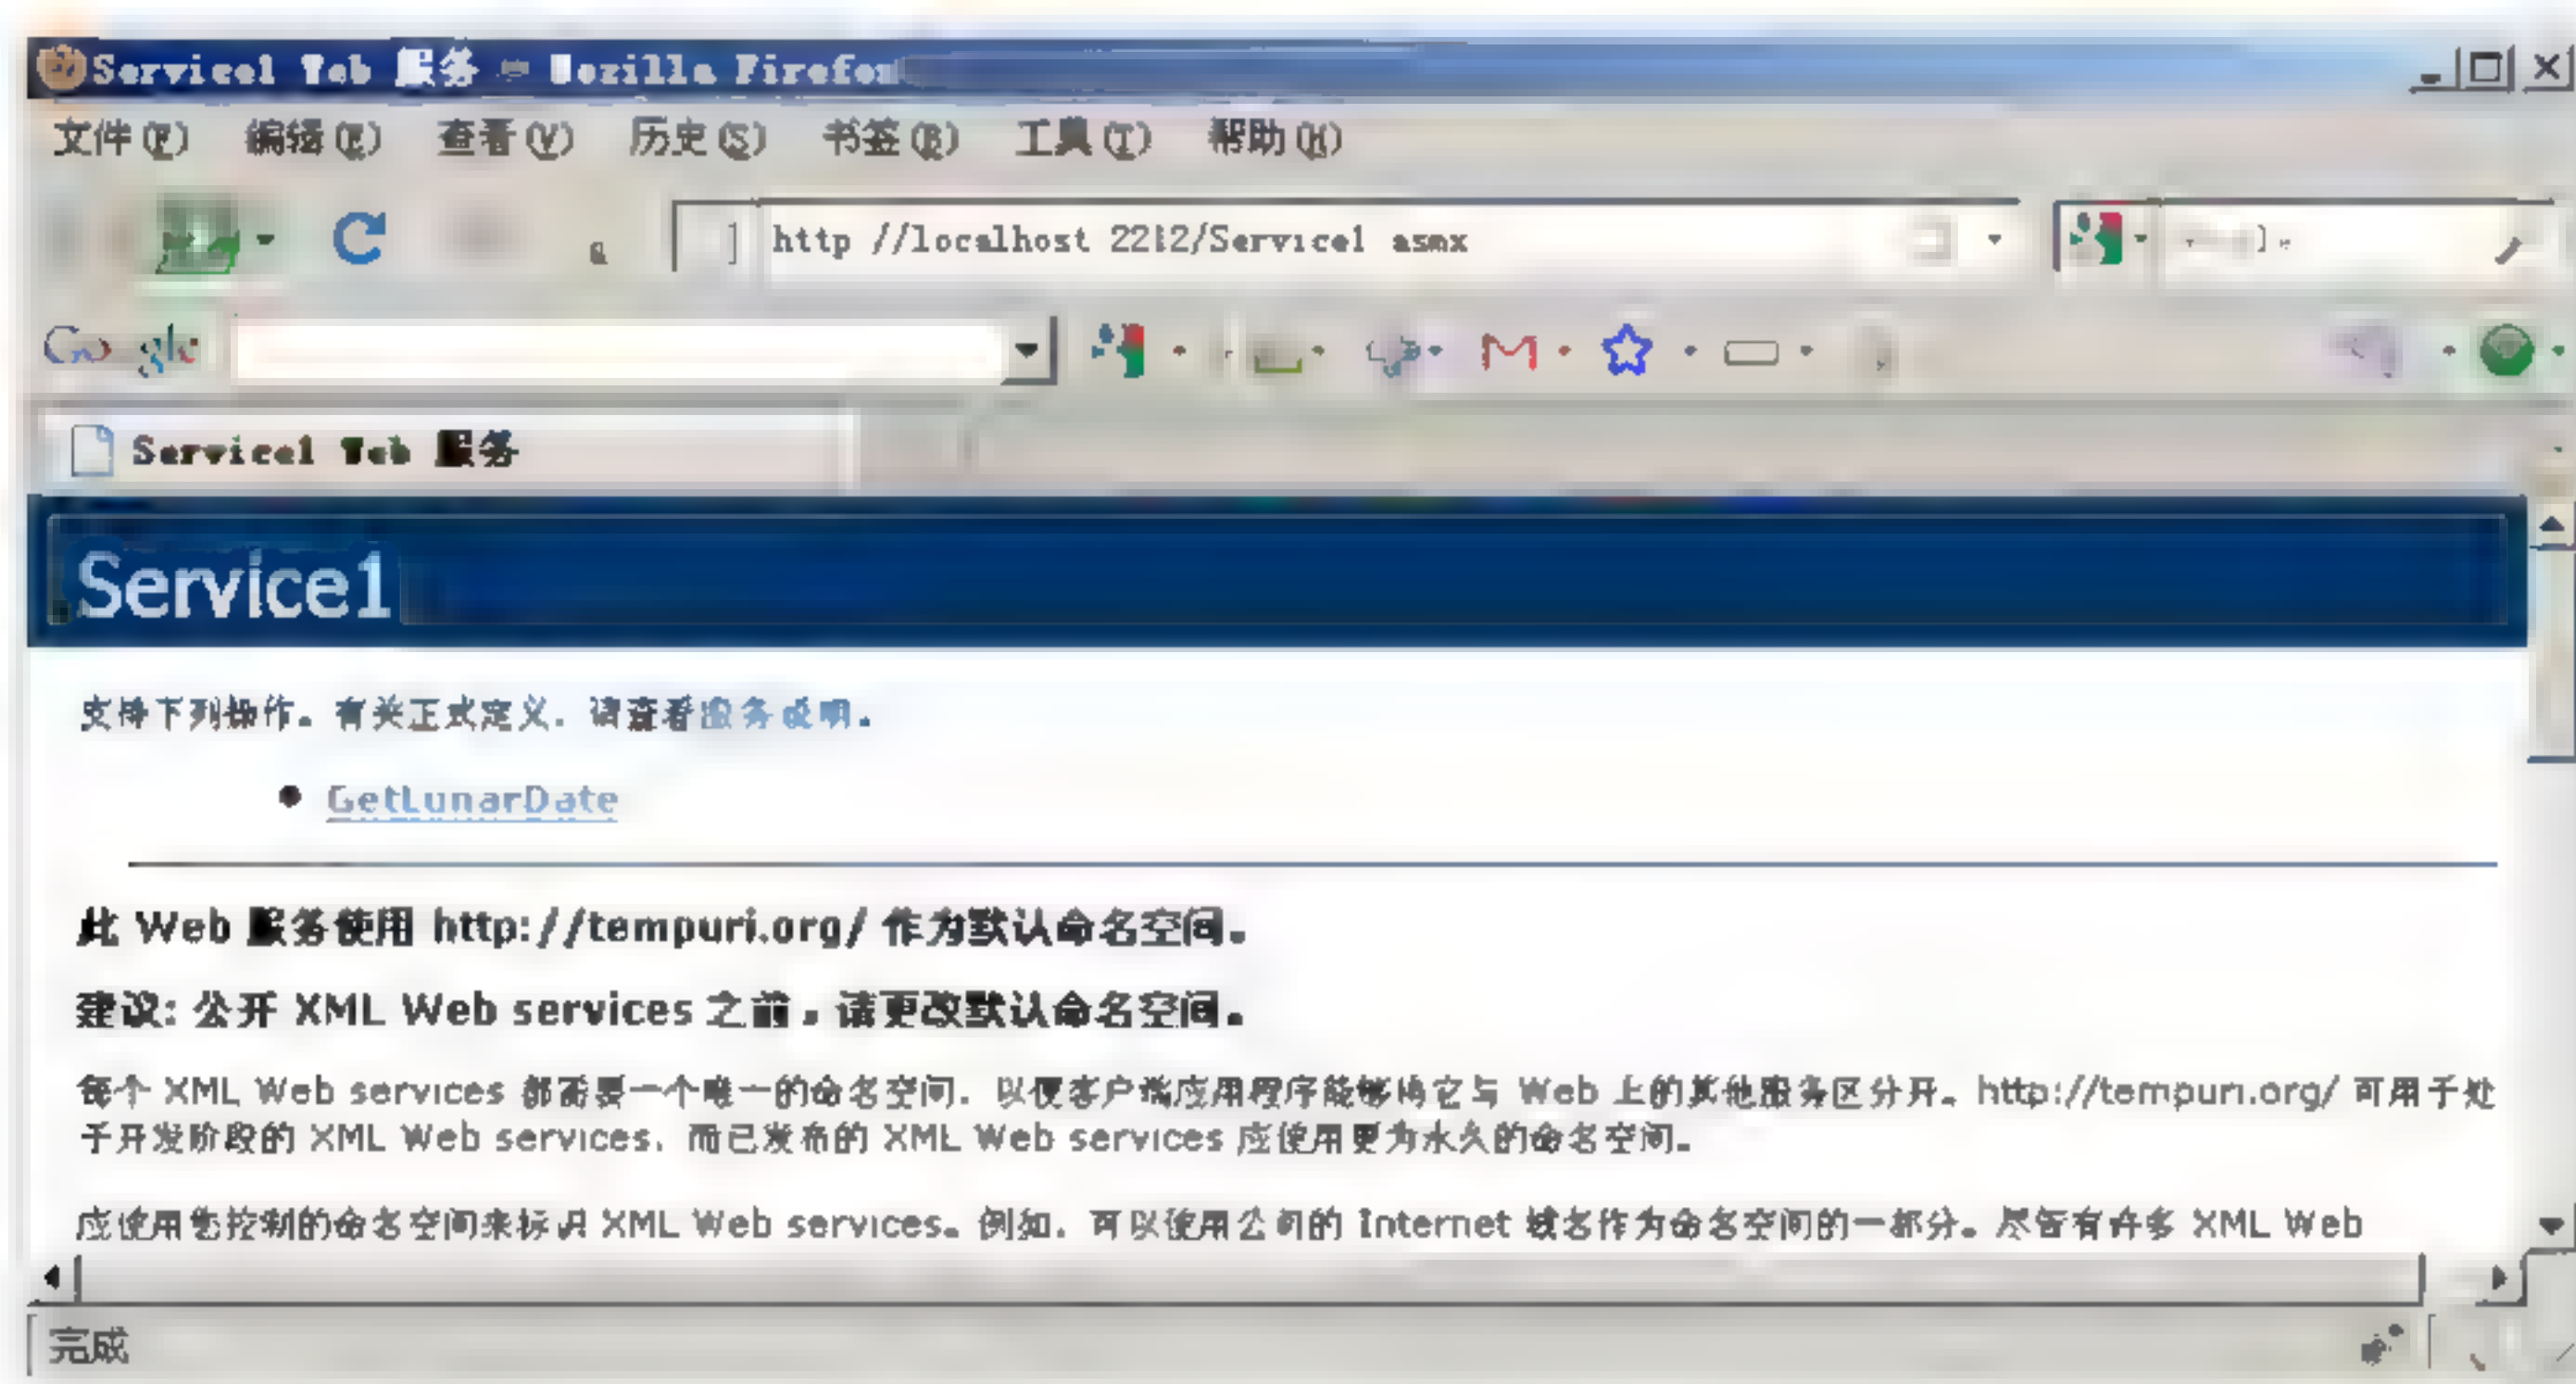 Service1 Web 服务 - Mozilla Firefox
文件(F) 编辑(E) 查看(V) 历史(S) 书签(B) 工具(T) 帮助(H)
http //localhost 2212/Service1 asmx
Google
Service1 Web 服务
Service1
支持下列操作。有关正式定义，请查看服务说明。
• GetLunarDate
此 Web 服务使用 http://tempuri.org/ 作为默认命名空间。
建议: 公开 XML Web services 之前，请更改默认命名空间。
每个 XML Web services 都需要一个唯一的命名空间，以便客户端应用程序能够将它与 Web 上的其他服务区分开。http://tempuri.org/ 可用于处
于开发阶段的 XML Web services，而已发布的 XML Web services 应使用更为永久的命名空间。
应使用您控制的命名空间来标识 XML Web services。例如，可以使用公司的 Internet 域名作为命名空间的一部分。尽管有许多 XML Web
完成